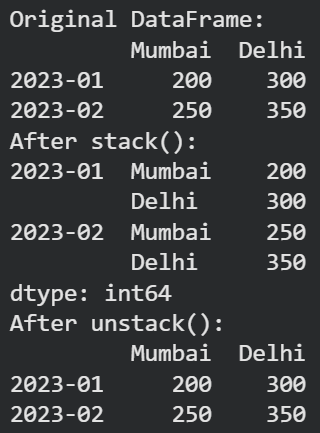 Original DataFrame:
         Mumbai  Delhi
2023-01     200    300
2023-02     250    350
After stack():
2023-01  Mumbai    200
         Delhi     300
2023-02  Mumbai    250
         Delhi     350
dtype: int64
After unstack():
         Mumbai  Delhi
2023-01     200    300
2023-02     250    350